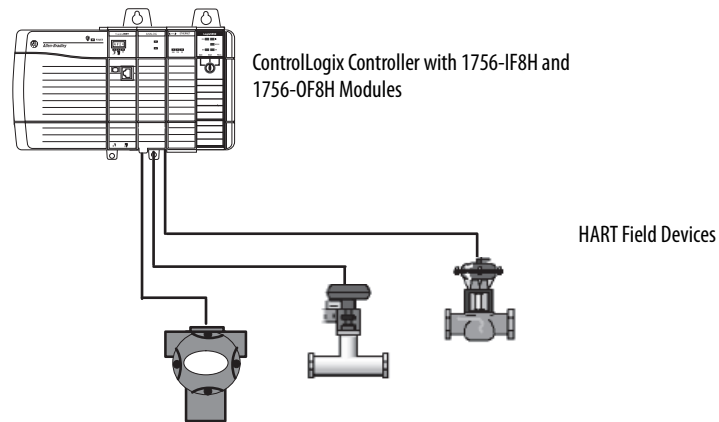 Allen-Bradley
ControlLogix Controller with 1756-IF8H and
1756-OF8H Modules
HART Field Devices